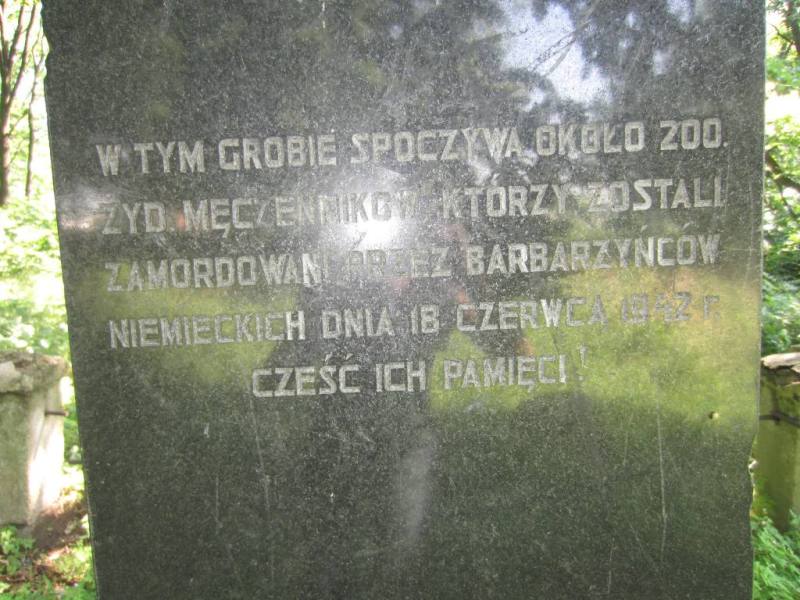 W TYM GROBIE SPOCZYWA OKOŁO 200.
ŻYD. MĘCZENNIKÓW KTÓRZY ZOSTALI
ZAMORDOWANI PRZEZ BARBARZYŃCÓW
NIEMIECKICH DNIA 18 CZERWCA 1942 r.
CZEŚĆ ICH PAMIĘCI!